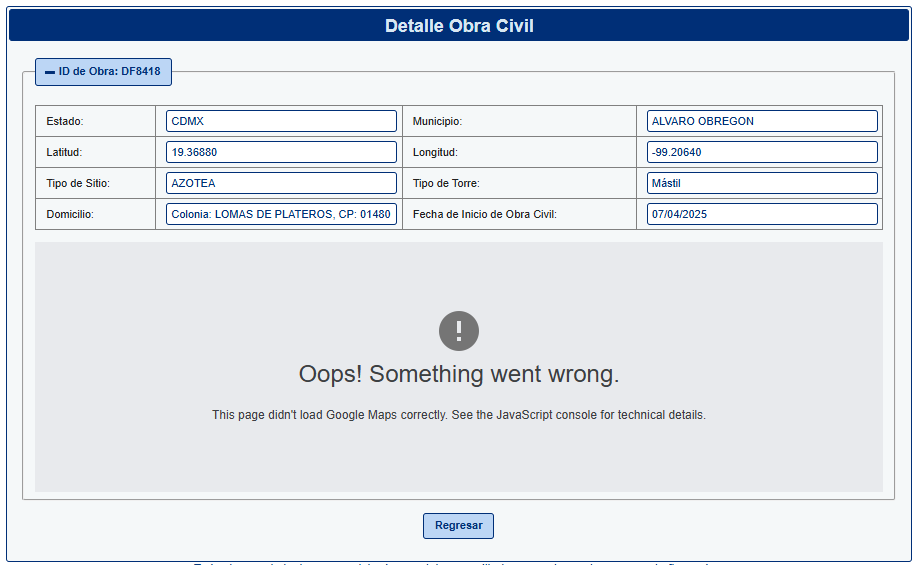 Detalle Obra Civil
ID de Obra: DF8418
Estado: CDMX Municipio: ALVARO OBREGON
Latitud: 19.36880 Longitud: -99.20640
Tipo de Sitio: AZOTEA Tipo de Torre: Mástil
Domicilio: Colonia: LOMAS DE PLATEROS, CP: 01480 Fecha de Inicio de Obra Civil: 07/04/2025
Oops! Something went wrong.
This page didn't load Google Maps correctly. See the JavaScript console for technical details.
Regresar